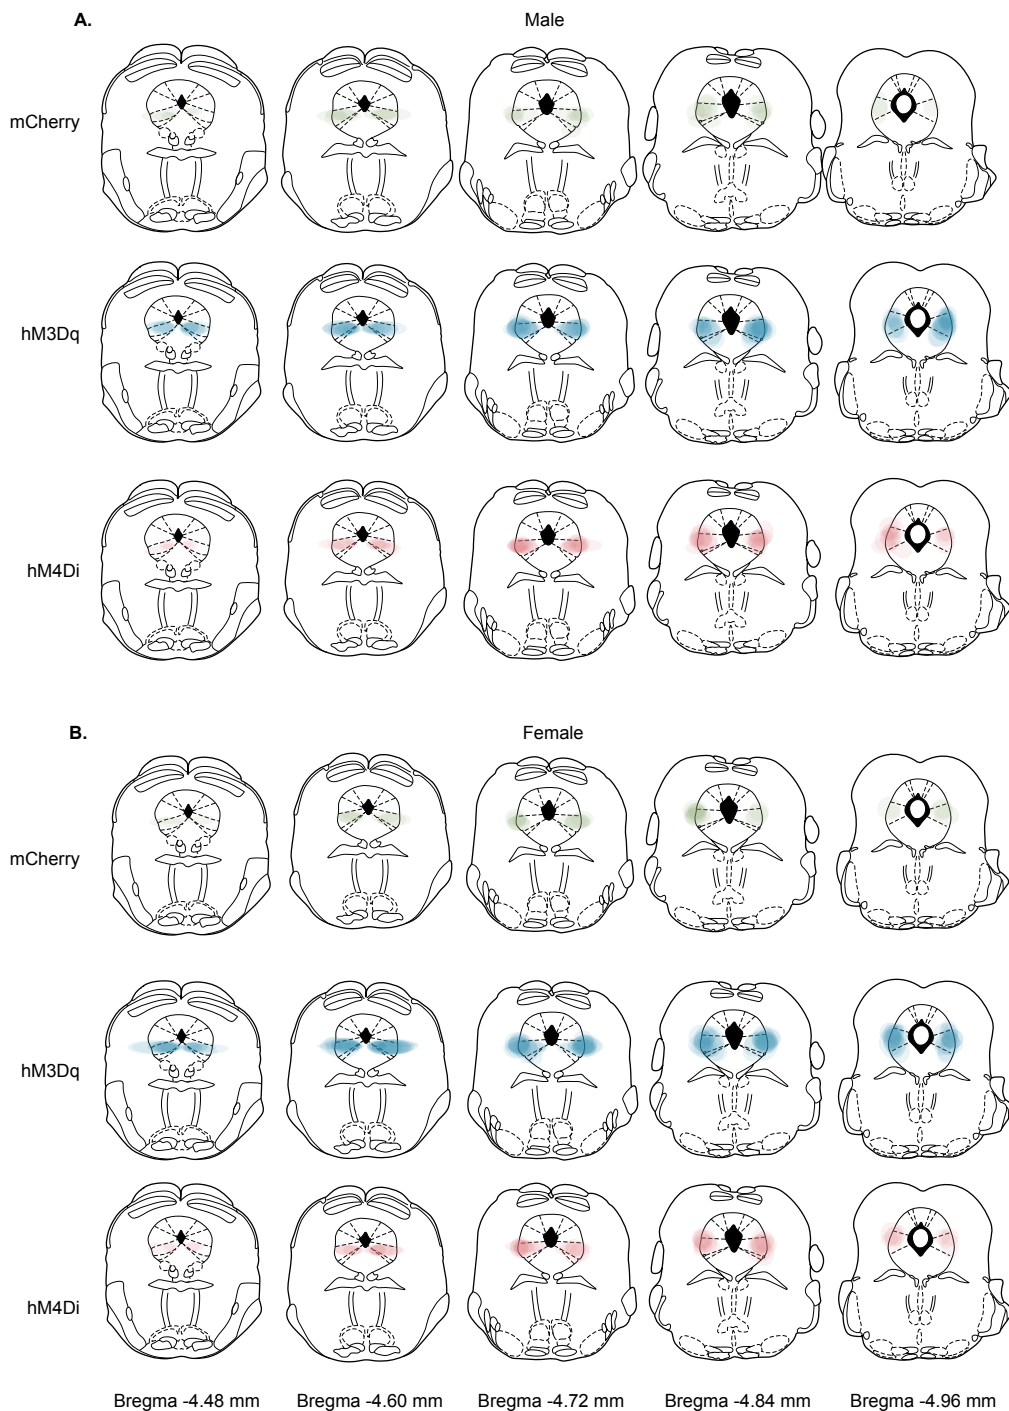 A.
Male
mCherry
hM3Dq
hM4Di
B.
Female
mCherry
hM3Dq
hM4Di
Bregma -4.48 mm Bregma -4.60 mm Bregma -4.72 mm Bregma -4.84 mm Bregma -4.96 mm